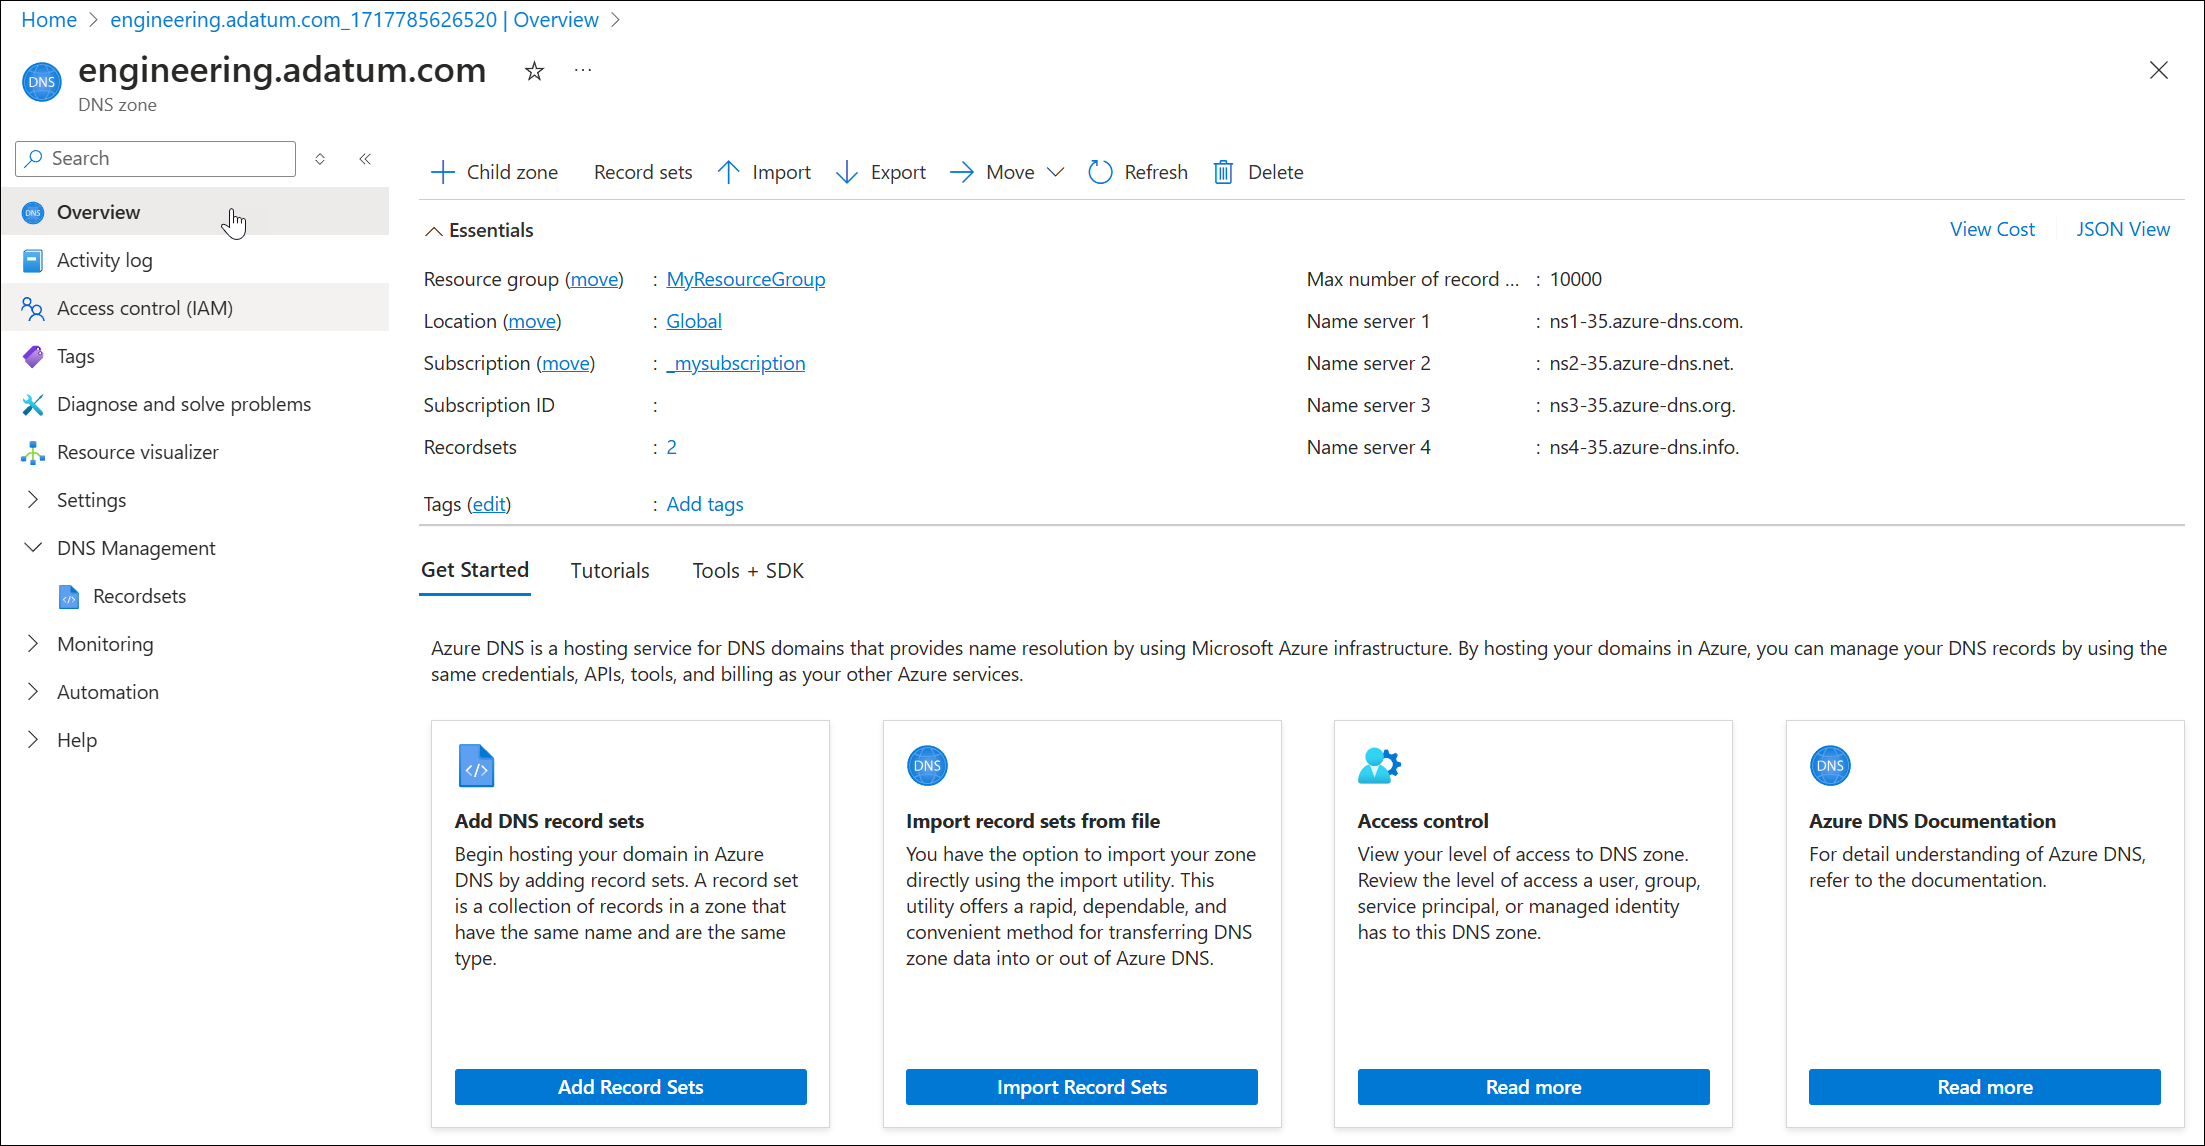 Home > engineering.adatum.com_1717785626520 | Overview >
DNS
engineering.adatum.com
DNS zone
Search
Overview
Activity log
Access control (IAM)
Tags
Diagnose and solve problems
Resource visualizer
Settings
DNS Management
Recordsets
Monitoring
Automation
Help
Child zone Record sets Import Export Move Refresh Delete
Essentials
View Cost JSON View
Resource group (move) : MyResourceGroup
Location (move) : Global
Subscription (move) : _mysubscription
Subscription ID :
Recordsets : 2
Tags (edit) : Add tags
Max number of record ... : 10000
Name server 1 : ns1-35.azure-dns.com.
Name server 2 : ns2-35.azure-dns.net.
Name server 3 : ns3-35.azure-dns.org.
Name server 4 : ns4-35.azure-dns.info.
Get Started Tutorials Tools + SDK
Azure DNS is a hosting service for DNS domains that provides name resolution by using Microsoft Azure infrastructure. By hosting your domains in Azure, you can manage your DNS records by using the
same credentials, APIs, tools, and billing as your other Azure services.
Add DNS record sets
Begin hosting your domain in Azure
DNS by adding record sets. A record set
is a collection of records in a zone that
have the same name and are the same
type.
Add Record Sets
DNS
Import record sets from file
You have the option to import your zone
directly using the import utility. This
utility offers a rapid, dependable, and
convenient method for transferring DNS
zone data into or out of Azure DNS.
Import Record Sets
Access control
View your level of access to DNS zone.
Review the level of access a user, group,
service principal, or managed identity
has to this DNS zone.
Read more
DNS
Azure DNS Documentation
For detail understanding of Azure DNS,
refer to the documentation.
Read more